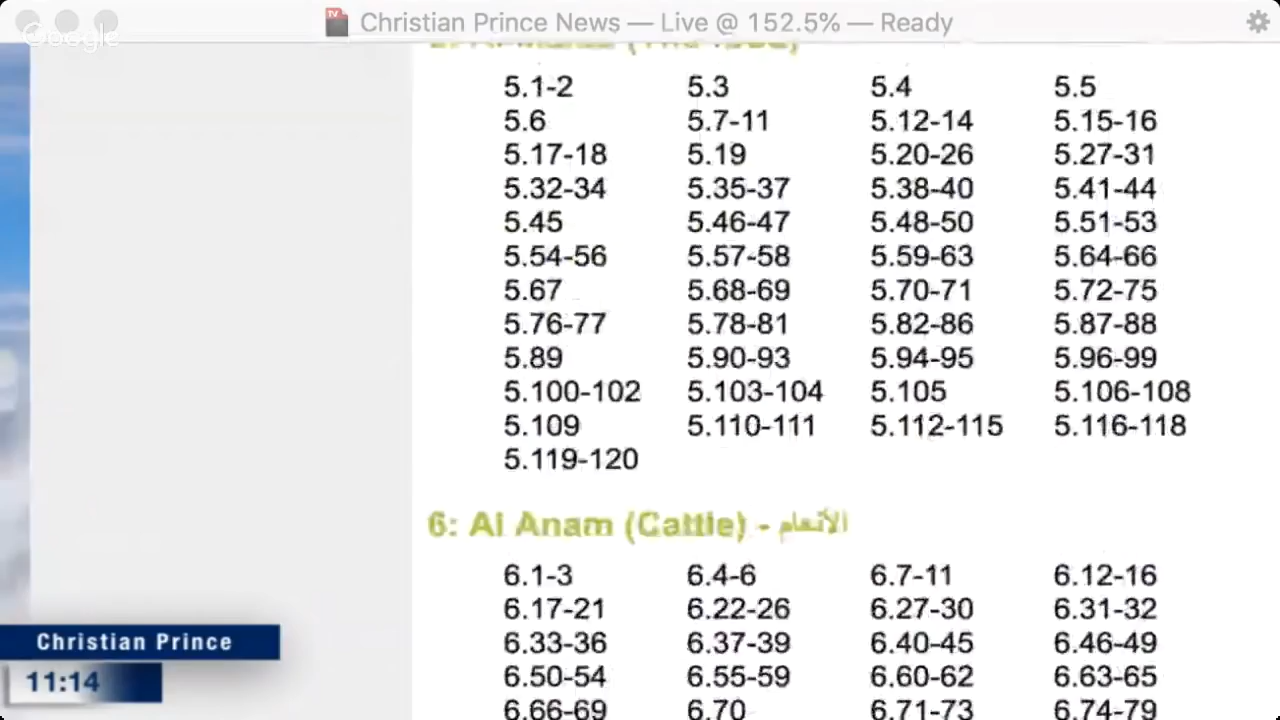 Christian Prince News — Live @ 152.5% — Ready
Google
5.1-2 5.3 5.4 5.5
5.6 5.7-11 5.12-14 5.15-16
5.17-18 5.19 5.20-26 5.27-31
5.32-34 5.35-37 5.38-40 5.41-44
5.45 5.46-47 5.48-50 5.51-53
5.54-56 5.57-58 5.59-63 5.64-66
5.67 5.68-69 5.70-71 5.72-75
5.76-77 5.78-81 5.82-86 5.87-88
5.89 5.90-93 5.94-95 5.96-99
5.100-102 5.103-104 5.105 5.106-108
5.109 5.110-111 5.112-115 5.116-118
5.119-120
6: Al Anam (Cattle) - الأنعام
6.1-3 6.4-6 6.7-11 6.12-16
6.17-21 6.22-26 6.27-30 6.31-32
6.33-36 6.37-39 6.40-45 6.46-49
6.50-54 6.55-59 6.60-62 6.63-65
6.66-69 6.70 6.71-73 6.74-79
Christian Prince
11:14